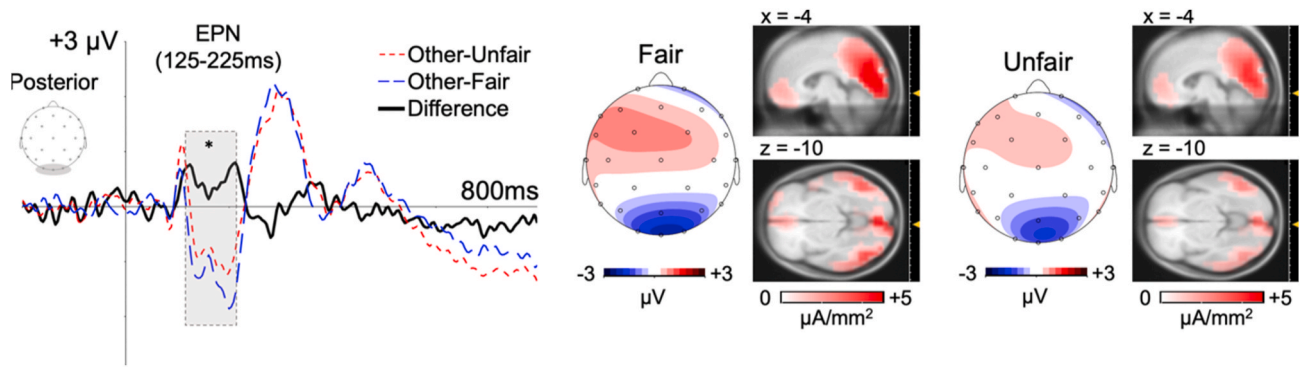 +3 µV
EPN
(125-225ms)
Posterior
Other-Unfair
Other-Fair
Difference
*
800ms
Fair
-3
+3
µV
x = -4
z = -10
0
+5
µA/mm²
Unfair
-3
+3
µV
x = -4
z = -10
0
+5
µA/mm²